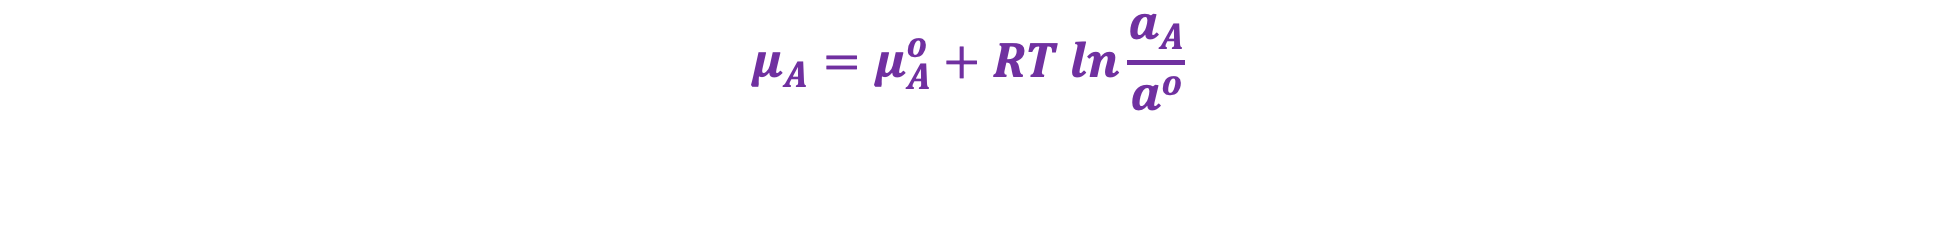 μ_A = μ_A^o + RT ln a_A/a^o